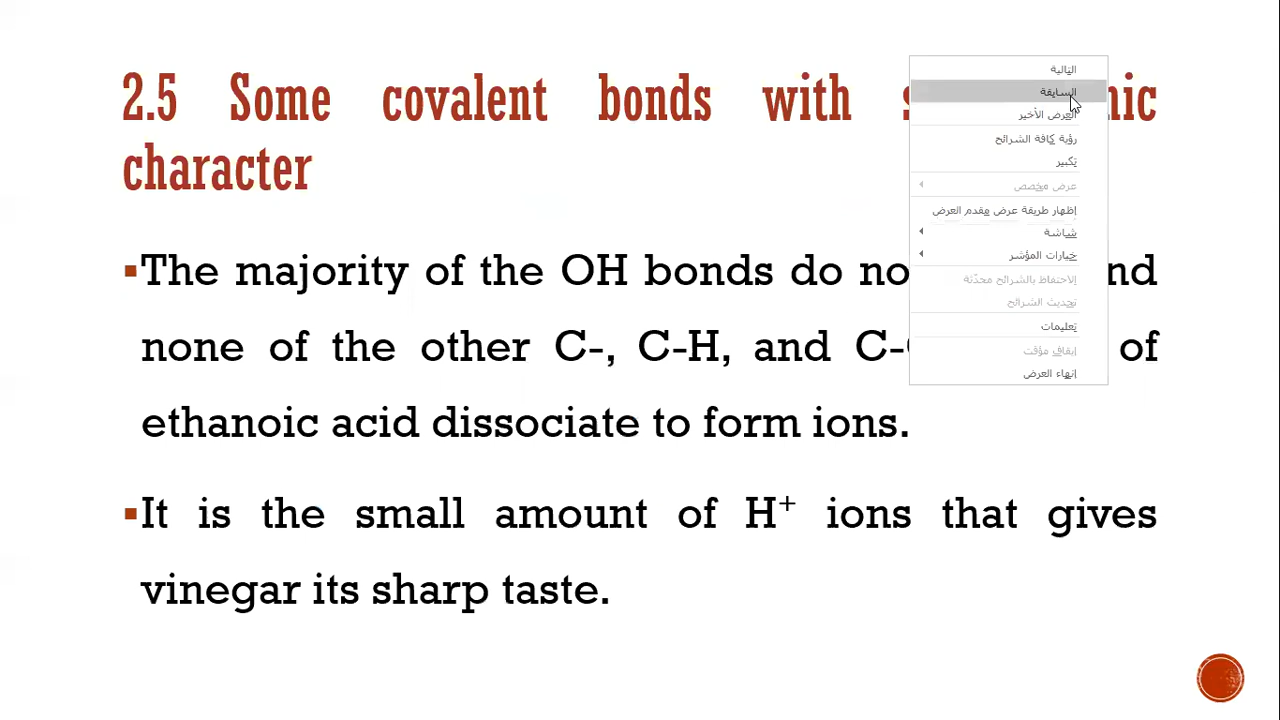 2.5 Some covalent bonds with
character
▪The majority of the OH bonds do
none of the other C-, C-H, and of
ethanoic acid dissociate to form ions.
▪It is the small amount of H⁺ ions that gives
vinegar its sharp taste.
التالية
السابقة
العرض الأخير
رؤية كافة الشرائح
تكبير
عرض مخصص
إظهار طريقة عرض مقدم العرض
شاشة
خيارات المؤشر
الاحتفاظ بالشرائح محدّثة
تحديث الشرائح
تعليمات
إيقاف مؤقت
إنهاء العرض